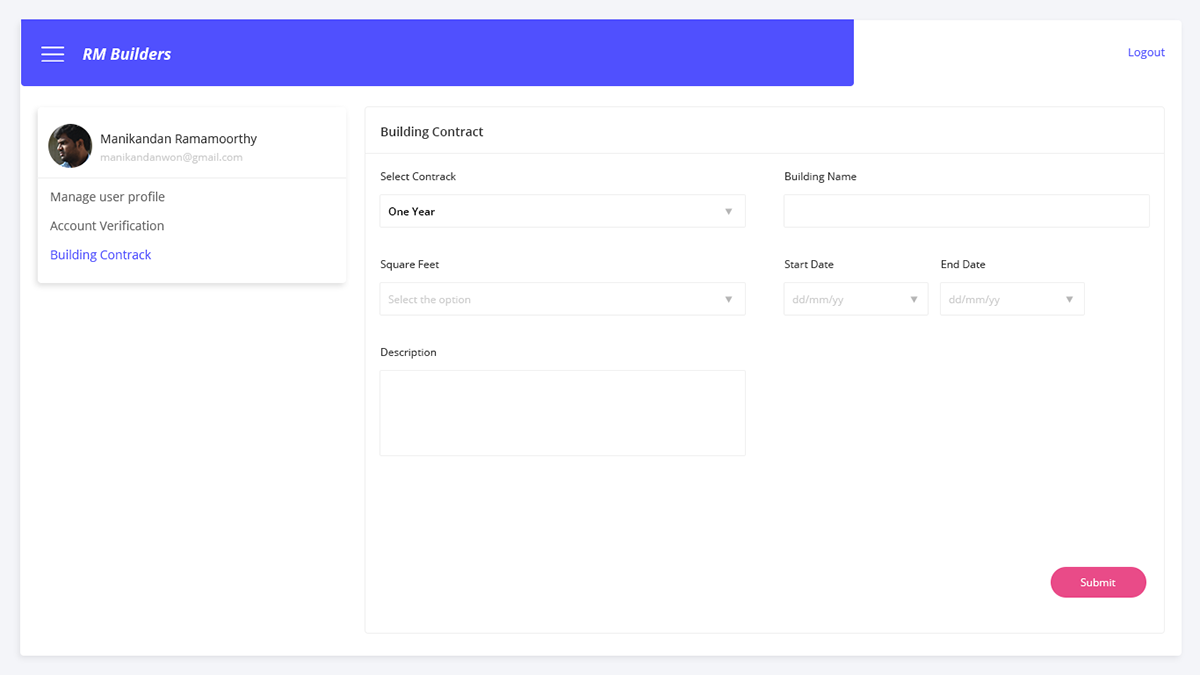 RM Builders
Logout
Manikandan Ramamoorthy
manikandanwon@gmail.com
Manage user profile
Account Verification
Building Contrack
Building Contract
Select Contrack
Building Name
One Year
Square Feet
Start Date
End Date
Select the option
dd/mm/yy
dd/mm/yy
Description
Submit